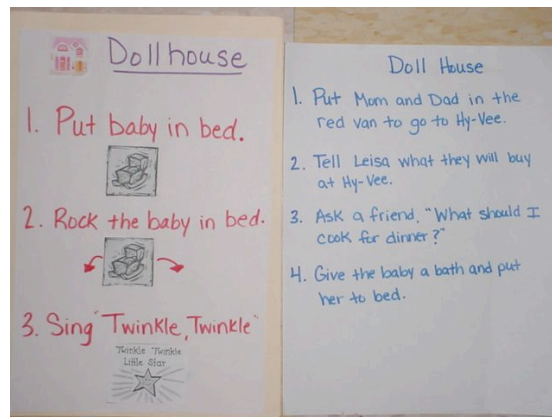 Dollhouse
1. Put baby in bed.
2. Rock the baby in bed.
3. Sing "Twinkle, Twinkle"
Twinkle Twinkle
Little Star
Doll House
1. Put Mom and Dad in the
red van to go to Hy-Vee.
2. Tell Leisa what they will buy
at Hy-Vee.
3. Ask a friend, "What should I
cook for dinner?"
4. Give the baby a bath and put
her to bed.